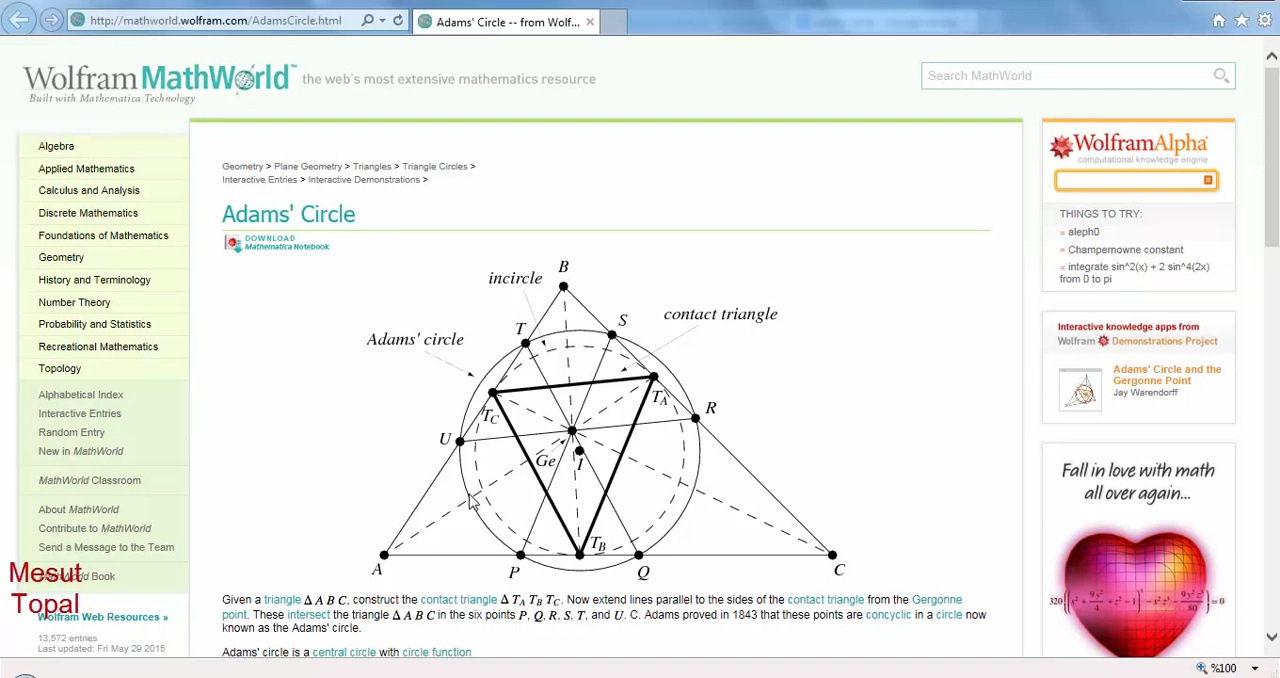 http://mathworld.wolfram.com/AdamsCircle.html
Adams' Circle -- from Wolf...
Wolfram MathWorld™ the web's most extensive mathematics resource
Built with Mathematica Technology
Search MathWorld
Algebra
Applied Mathematics
Calculus and Analysis
Discrete Mathematics
Foundations of Mathematics
Geometry
History and Terminology
Number Theory
Probability and Statistics
Recreational Mathematics
Topology
Alphabetical Index
Interactive Entries
Random Entry
New in MathWorld
MathWorld Classroom
About MathWorld
Contribute to MathWorld
Send a Message to the Team
Book
Mesut
Topal
Wolfram Web Resources »
13,572 entries
Last updated: Fri May 29 2015
Geometry > Plane Geometry > Triangles > Triangle Circles >
Interactive Entries > Interactive Demonstrations >
Adams' Circle
DOWNLOAD
Mathematica Notebook
B
incircle
S
T
contact triangle
Adams' circle
T_A
T_C
R
U
Ge
I
T_B
A
P
Q
C
Given a triangle Δ A B C, construct the contact triangle Δ T_A T_B T_C. Now extend lines parallel to the sides of the contact triangle from the Gergonne
point. These intersect the triangle Δ A B C in the six points P, Q, R, S, T, and U. C. Adams proved in 1843 that these points are concyclic in a circle now
known as the Adams' circle.
Adams' circle is a central circle with circle function
WolframAlpha
computational knowledge engine
THINGS TO TRY:
= aleph0
= Champernowne constant
= integrate sin^2(x) + 2 sin^4(2x)
from 0 to pi
Interactive knowledge apps from
Wolfram Demonstrations Project
Adams' Circle and the
Gergonne Point
Jay Warendorff
Fall in love with math
all over again...
%100